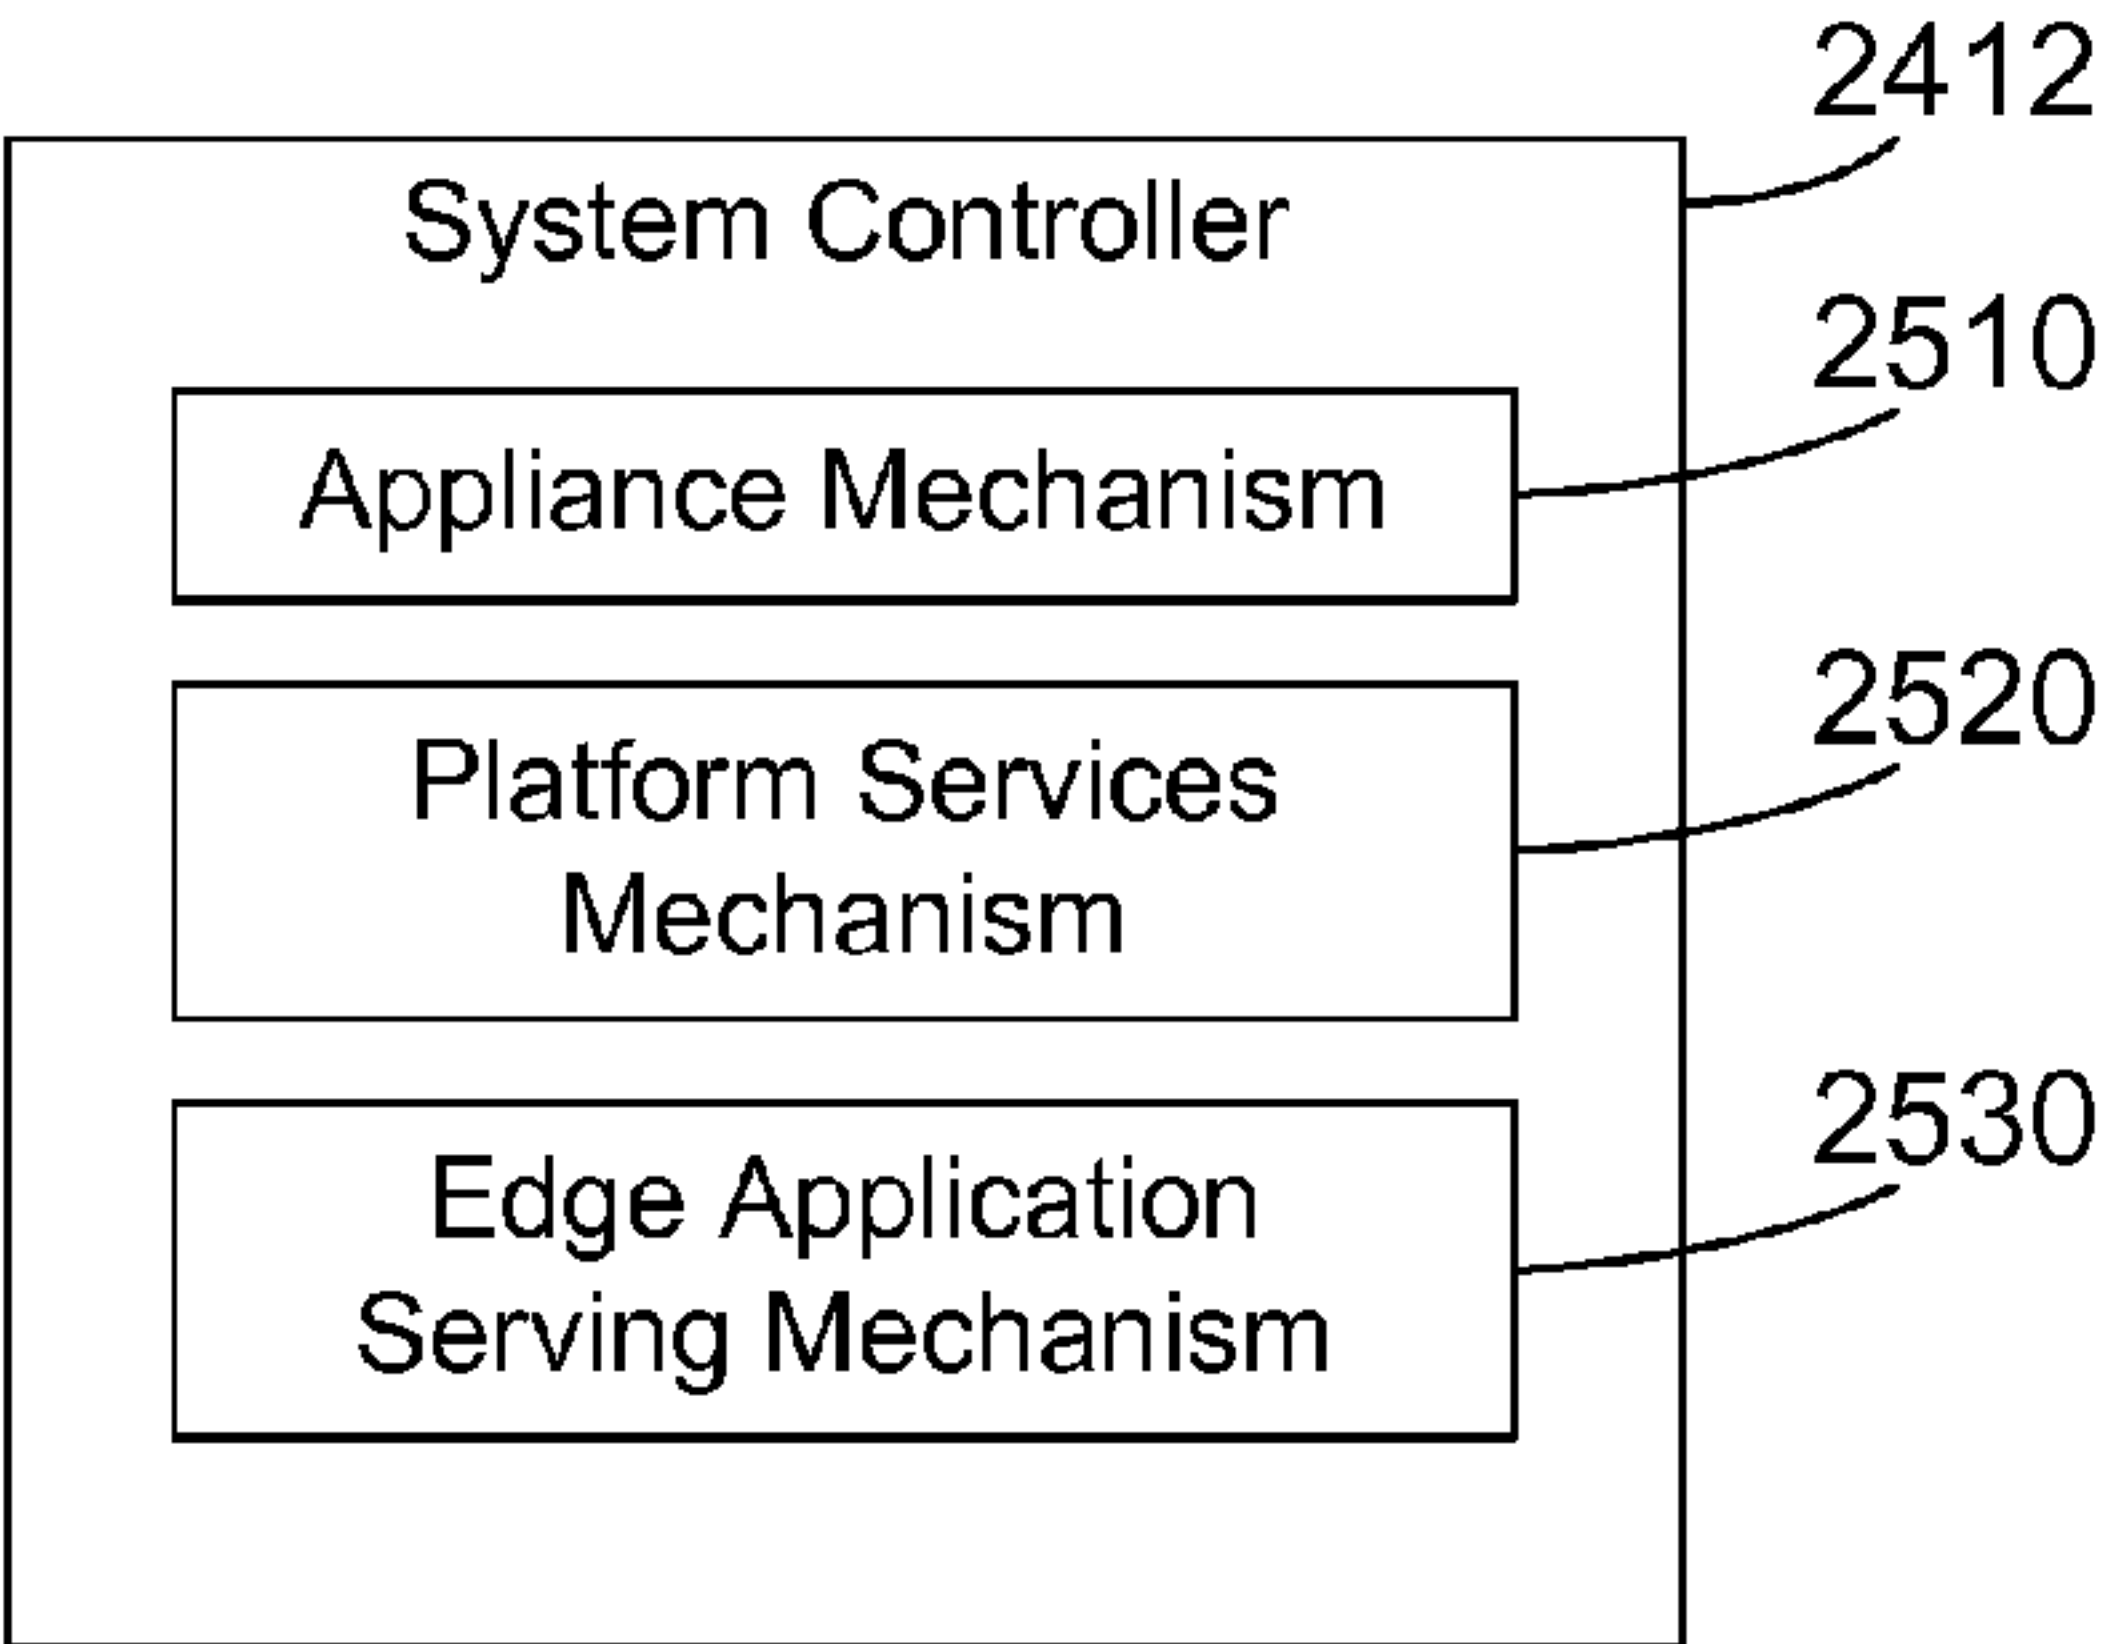 2412
System Controller
2510
Appliance Mechanism
2520
Platform Services
Mechanism
2530
Edge Application
Serving Mechanism